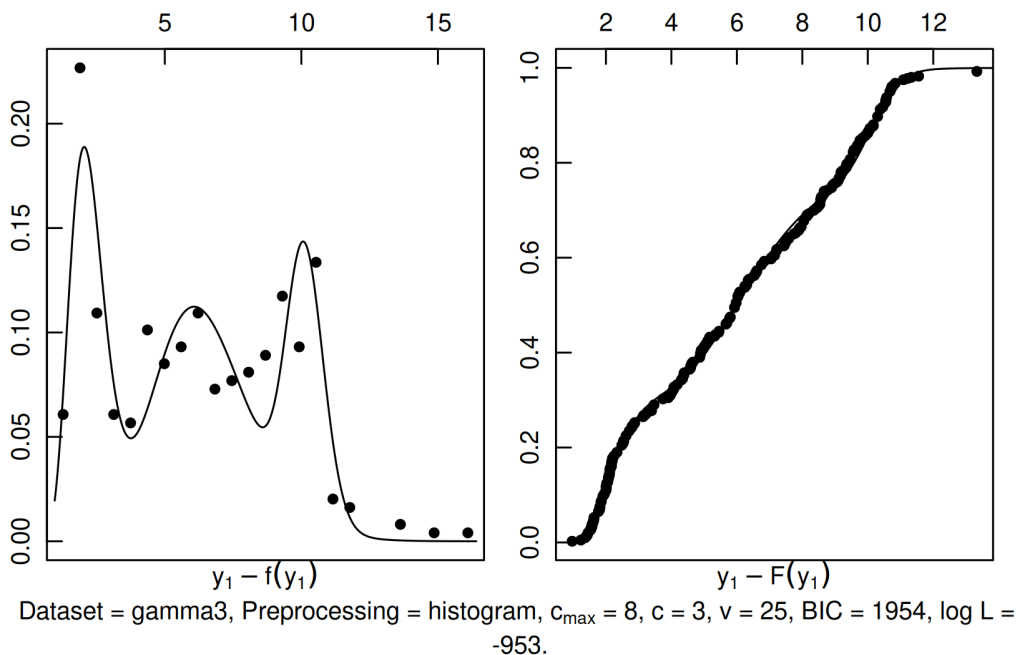 5 10 15
2 4 6 8 10 12
0.00 0.05 0.10 0.15 0.20
0.0 0.2 0.4 0.6 0.8 1.0
y₁ − f(y₁)
y₁ − F(y₁)
Dataset = gamma3, Preprocessing = histogram, cₘₐₓ = 8, c = 3, v = 25, BIC = 1954, log L =
-953.